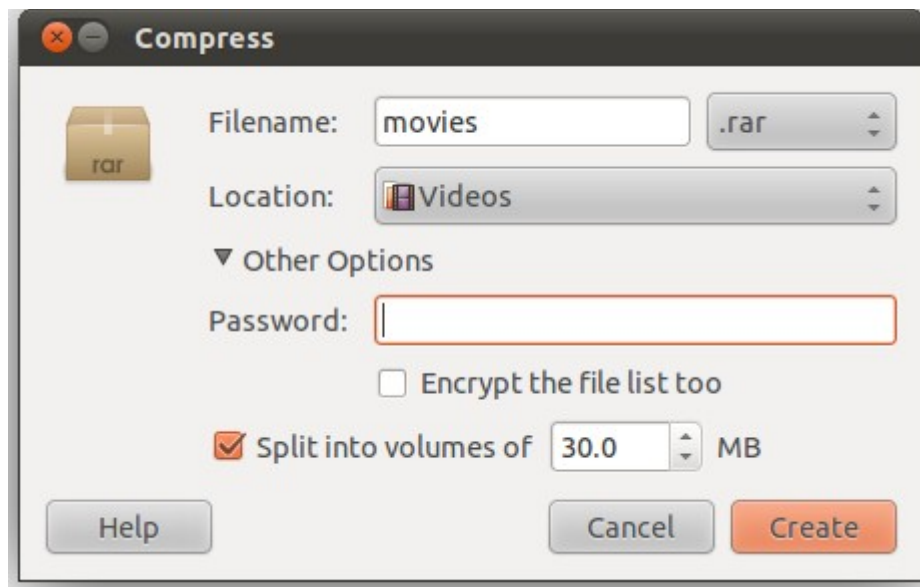 Compress
Filename: movies .rar
rar
Location: Videos
Other Options
Password:
Encrypt the file list too
Split into volumes of 30.0 MB
Help Cancel Create